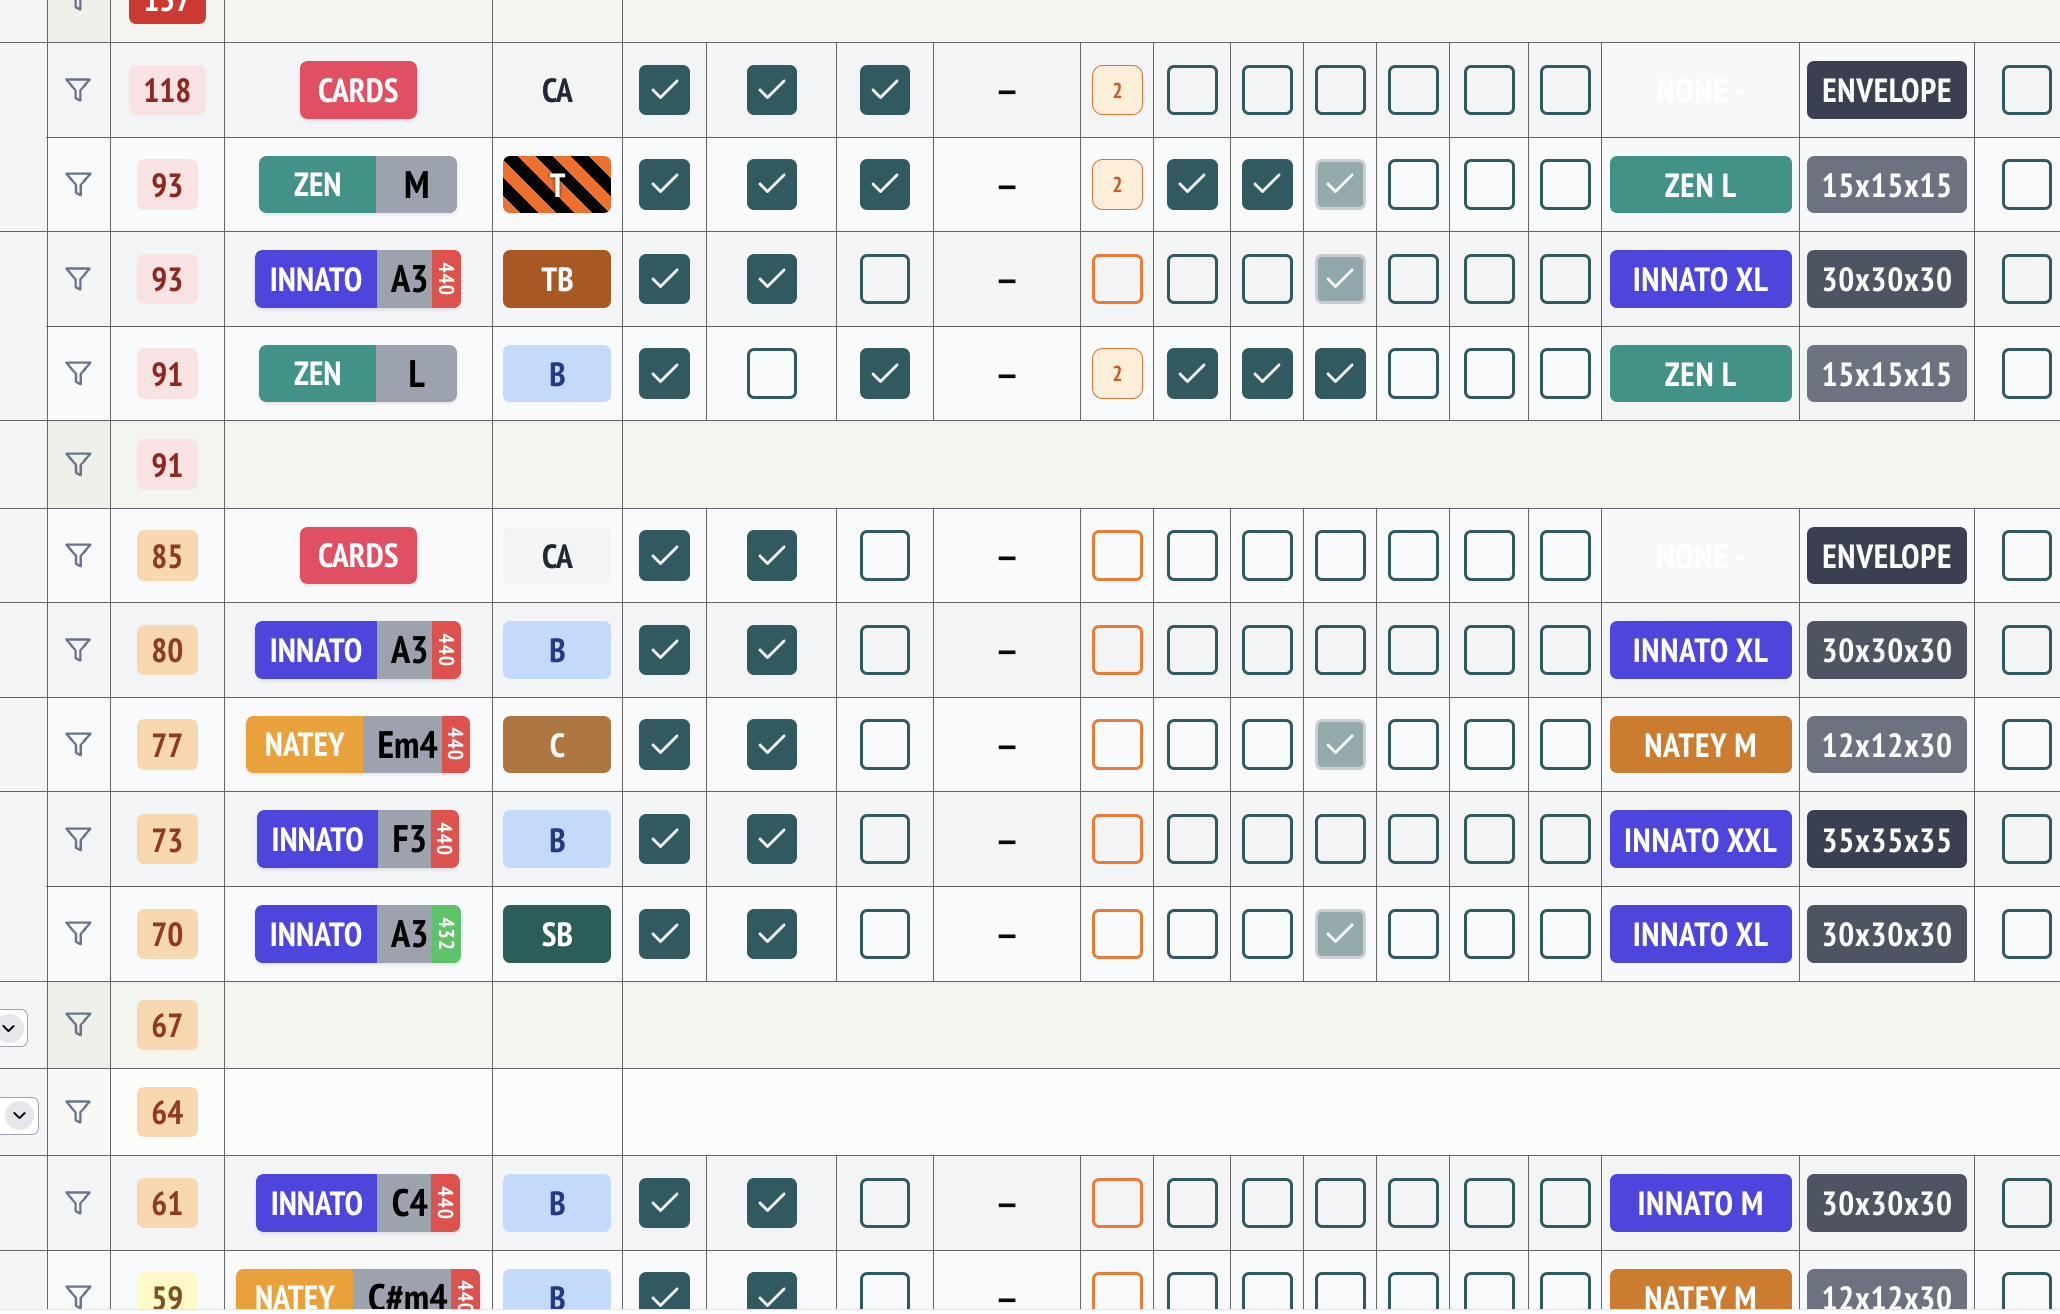 137
118 CARDS CA – 2 NONE - ENVELOPE
93 ZEN M T – 2 ZEN L 15x15x15
93 INNATO A3 440 TB – INNATO XL 30x30x30
91 ZEN L B – 2 ZEN L 15x15x15
91
85 CARDS CA – NONE - ENVELOPE
80 INNATO A3 440 B – INNATO XL 30x30x30
77 NATEY Em4 440 C – NATEY M 12x12x30
73 INNATO F3 440 B – INNATO XXL 35x35x35
70 INNATO A3 432 SB – INNATO XL 30x30x30
67
64
61 INNATO C4 440 B – INNATO M 30x30x30
59 NATEY C#m4 440 B – NATEY M 12x12x30